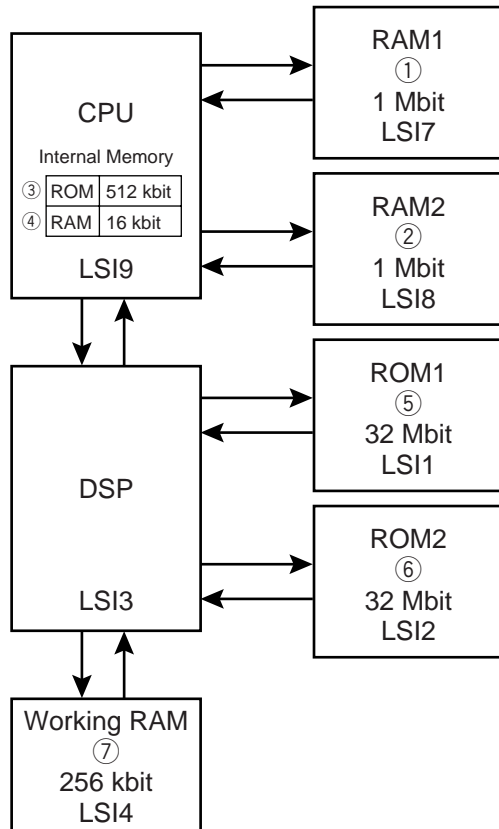 CPU
Internal Memory
③ ROM 512 kbit
④ RAM 16 kbit
LSI9
RAM1
①
1 Mbit
LSI7
RAM2
②
1 Mbit
LSI8
DSP
LSI3
ROM1
⑤
32 Mbit
LSI1
ROM2
⑥
32 Mbit
LSI2
Working RAM
⑦
256 kbit
LSI4